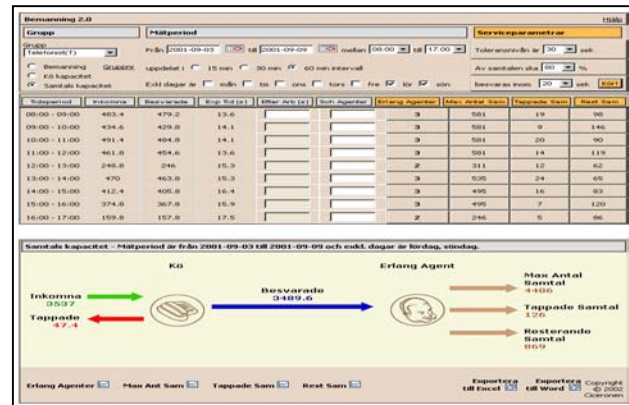 Bemanning 2.0 Hjälp
Grupp Mätperiod Serviceparametrar
Grupp
Telefonist(T)
Från 2001-09-03 till 2001-09-09 mellan 08:00 till 17:00 Toleransnivån är 30 sek.
Bemanning Grupper uppdelat i 15 min 30 min 60 min intervall Av samtalen ska 80 %
Kö kapacitet
Samtals kapacitet Exkl dagar är mån tis ons tors fre lör sön besvaras inom 20 sek. Kör!
Tidsperiod Inkomna Besvarade Exp Tid (s) Efter Arb (s) Sch Agenter Erlang Agenter Max Antal Sam Tappade Sam Rest Sam
08:00 - 09:00 483.4 479.2 13.6 3 581 19 98
09:00 - 10:00 434.6 429.8 14.1 3 581 9 146
10:00 - 11:00 491.4 484.8 14.1 3 581 20 90
11:00 - 12:00 461.8 454.6 13.6 3 581 14 119
12:00 - 13:00 248.8 246 15.3 2 311 12 62
13:00 - 14:00 470 463.8 15.3 3 535 24 65
14:00 - 15:00 412.4 405.8 16.4 3 495 16 83
15:00 - 16:00 374.8 367.8 15.9 3 495 7 120
16:00 - 17:00 159.8 157.8 17.5 2 246 5 86
Samtals kapacitet - Mätperiod är från 2001-09-03 till 2001-09-09 och exkl. dagar är lördag, söndag.
Kö Erlang Agent
Inkomna
3537
Tappade
47.4
Besvarade
3489.6
Max Antal
Samtal
4406
Tappade Samtal
126
Resterande
Samtal
869
Erlang Agenter Max Ant Sam Tappade Sam Rest Sam Exportera till Excel Exportera till Word Copyright © 2002 Ciceronen